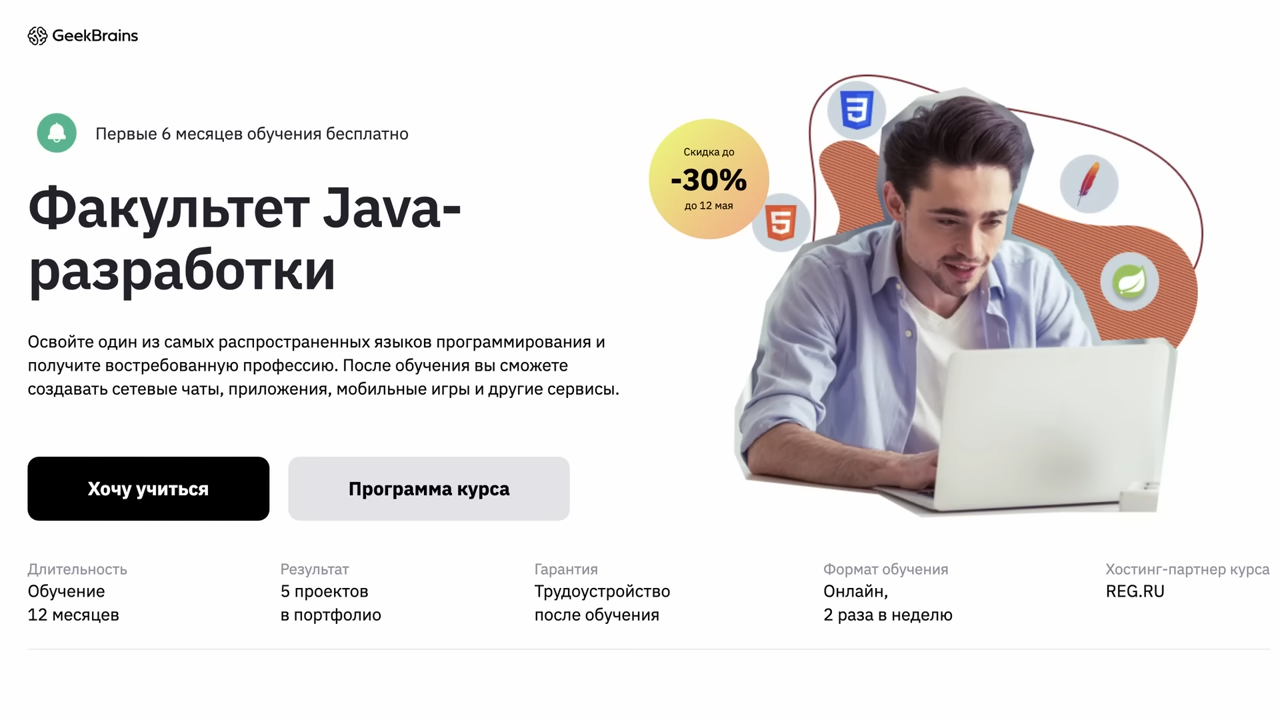 GeekBrains
Первые 6 месяцев обучения бесплатно
Факультет Java-
разработки
Освойте один из самых распространенных языков программирования и
получите востребованную профессию. После обучения вы сможете
создавать сетевые чаты, приложения, мобильные игры и другие сервисы.
Хочу учиться
Программа курса
Скидка до
-30%
до 12 мая
3
5
Длительность
Обучение
12 месяцев
Результат
5 проектов
в портфолио
Гарантия
Трудоустройство
после обучения
Формат обучения
Онлайн,
2 раза в неделю
Хостинг-партнер курса
REG.RU